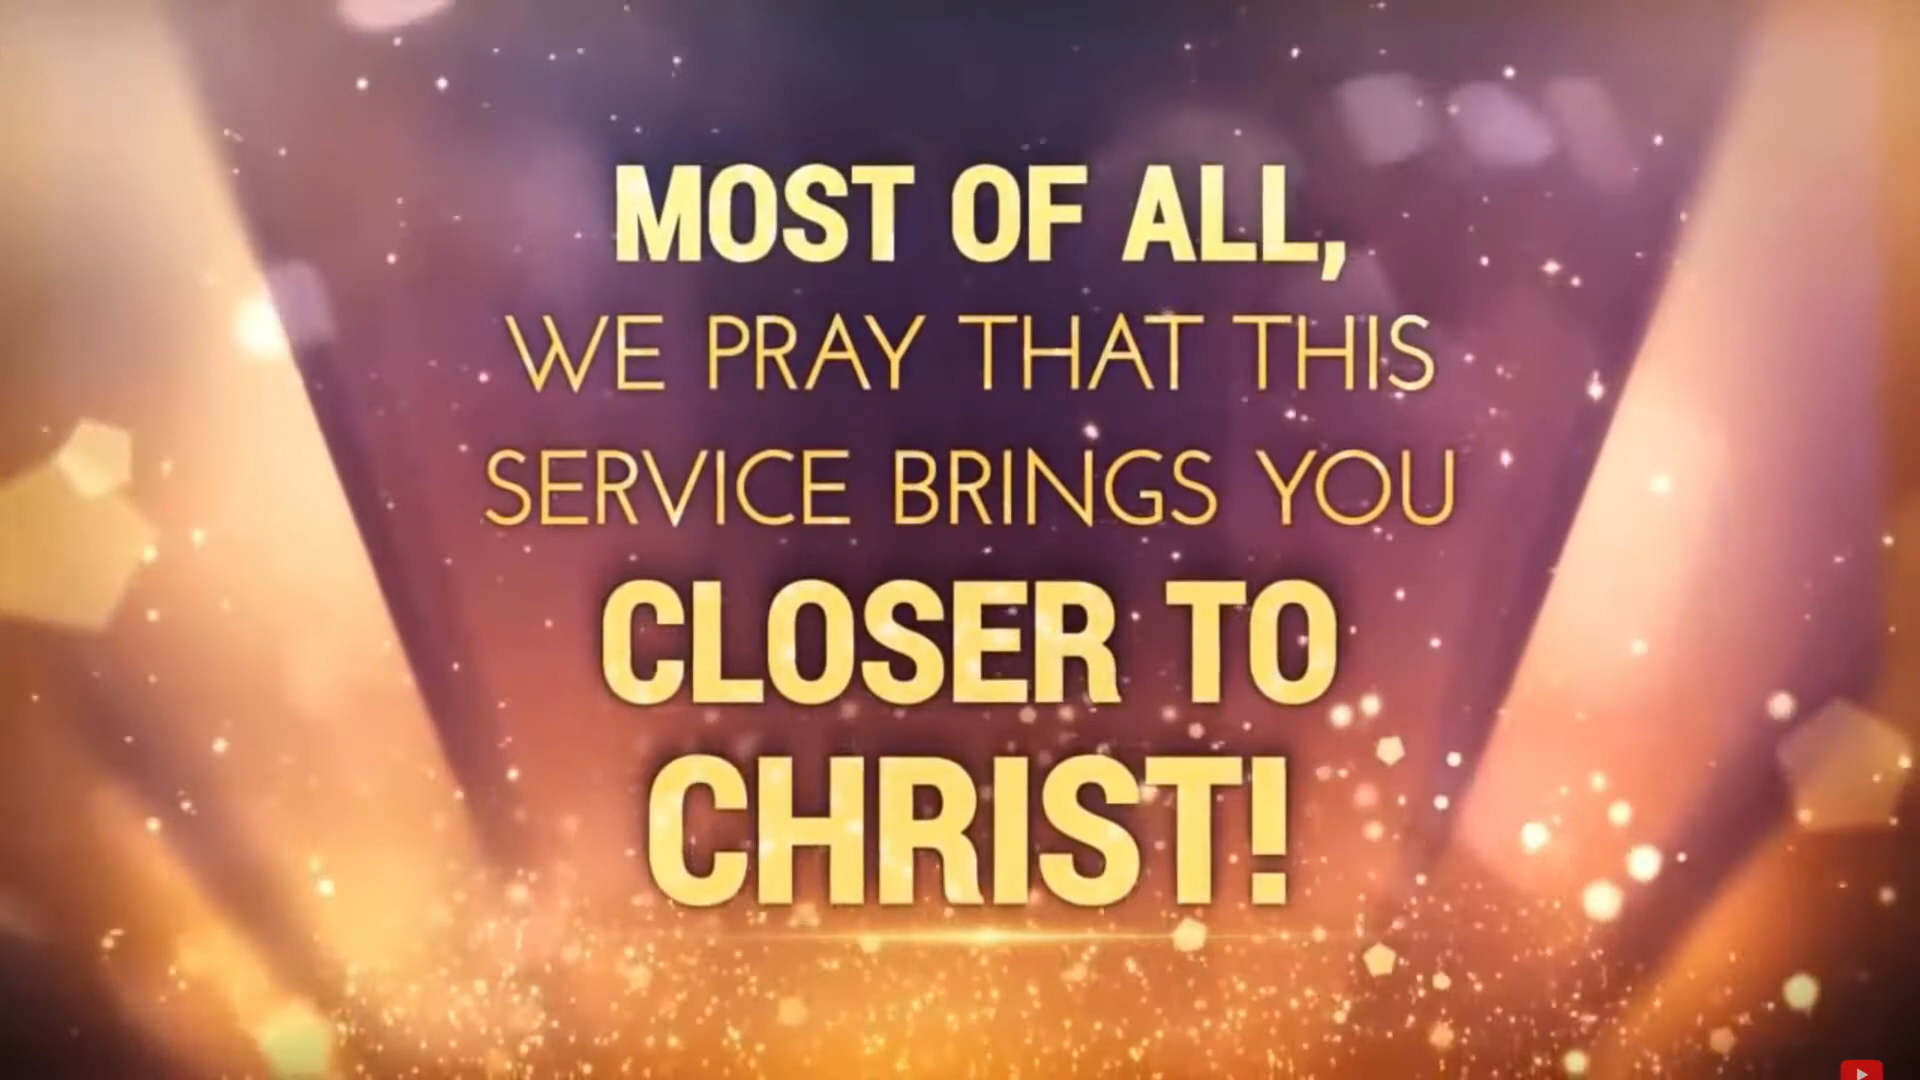 MOST OF ALL,
WE PRAY THAT THIS
SERVICE BRINGS YOU
CLOSER TO
CHRIST!